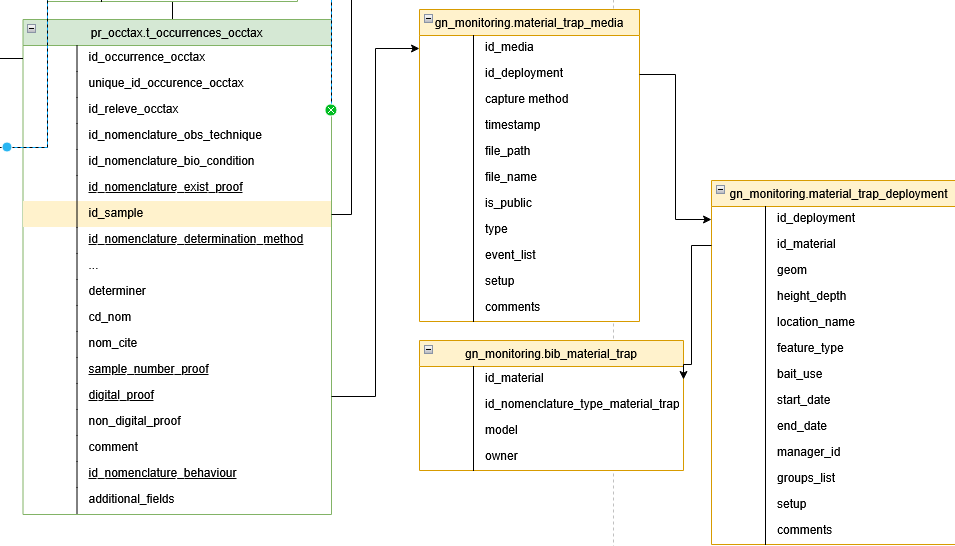 pr_occtax.t_occurrences_occtax
id_occurrence_occtax
unique_id_occurence_occtax
id_releve_occtax
id_nomenclature_obs_technique
id_nomenclature_bio_condition
id_nomenclature_exist_proof
id_sample
id_nomenclature_determination_method
...
determiner
cd_nom
nom_cite
sample_number_proof
digital_proof
non_digital_proof
comment
id_nomenclature_behaviour
additional_fields
gn_monitoring.material_trap_media
id_media
id_deployment
capture method
timestamp
file_path
file_name
is_public
type
event_list
setup
comments
gn_monitoring.bib_material_trap
id_material
id_nomenclature_type_material_trap
model
owner
gn_monitoring.material_trap_deployment
id_deployment
id_material
geom
height_depth
location_name
feature_type
bait_use
start_date
end_date
manager_id
groups_list
setup
comments